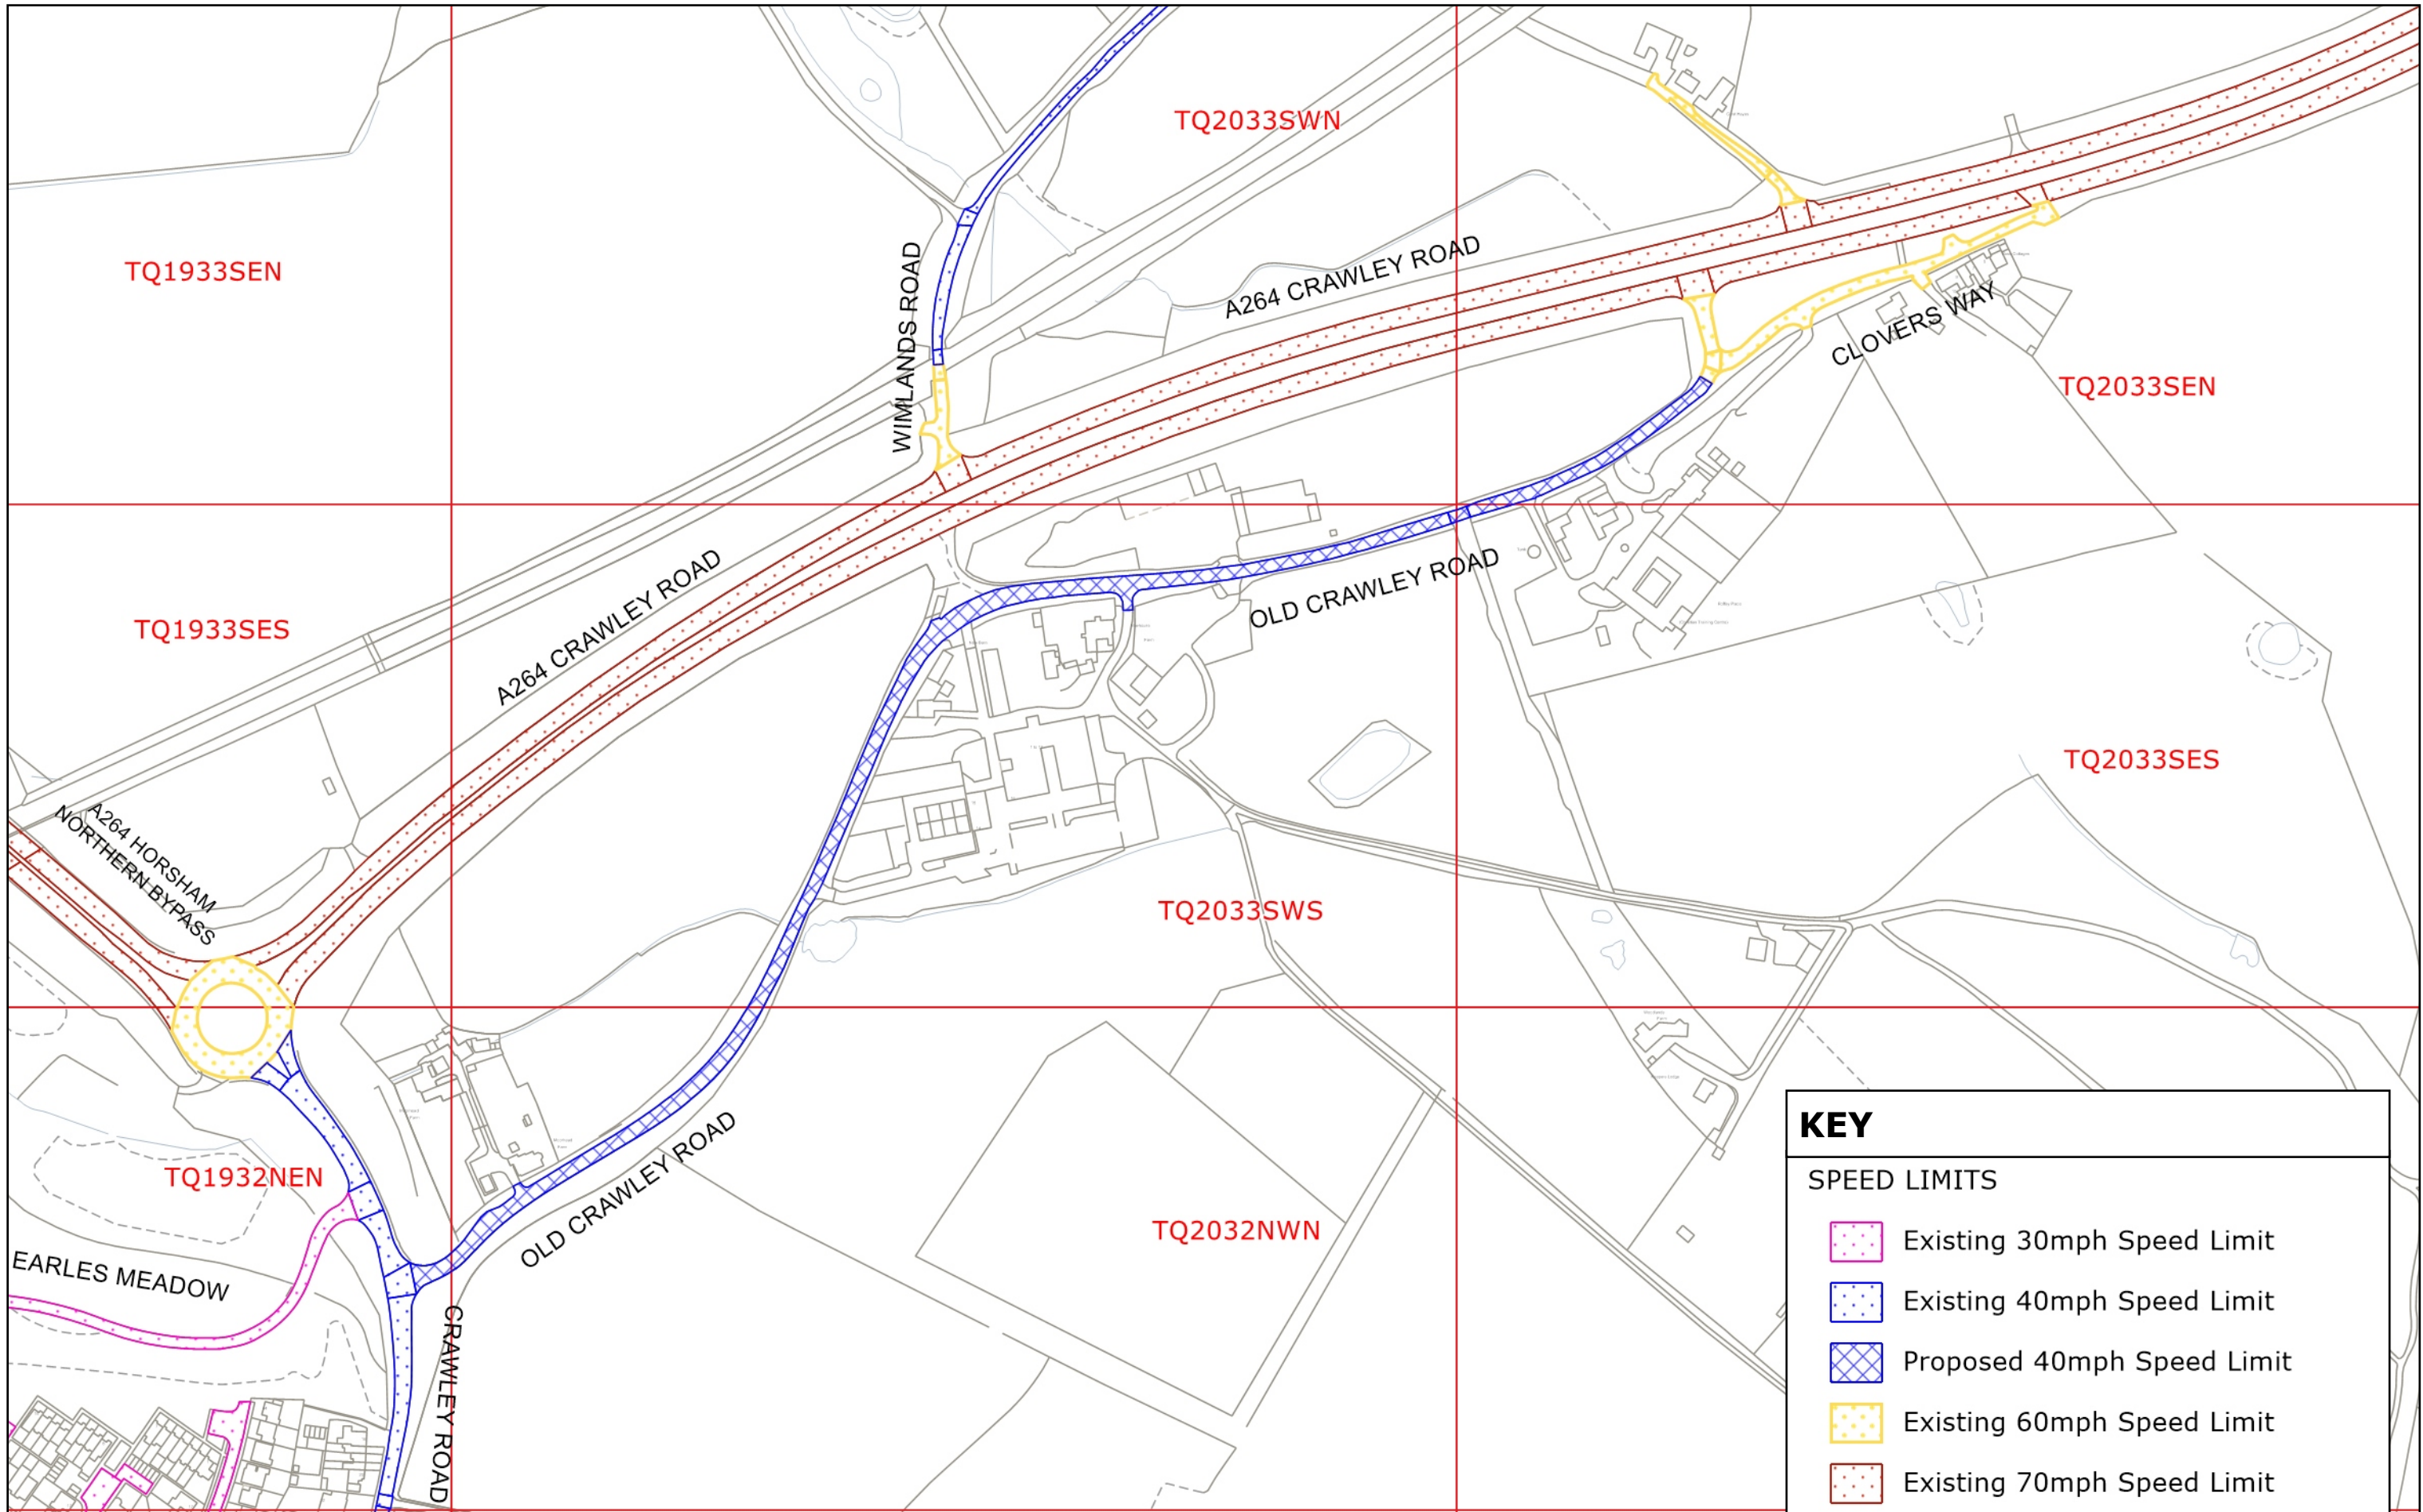 TQ2033SWN
TQ1933SEN
WIMLANDS ROAD
A264 CRAWLEY ROAD
CLOVERS WAY
TQ2033SEN
OLD CRAWLEY ROAD
A264 CRAWLEY ROAD
TQ1933SES
TQ2033SES
A264 HORSHAM
NORTHERN BYPASS
TQ2033SWS
TQ1932NEN
OLD CRAWLEY ROAD
TQ2032NWN
EARLES MEADOW
CRAWLEY ROAD
KEY
SPEED LIMITS
Existing 30mph Speed Limit
Existing 40mph Speed Limit
Proposed 40mph Speed Limit
Existing 60mph Speed Limit
Existing 70mph Speed Limit